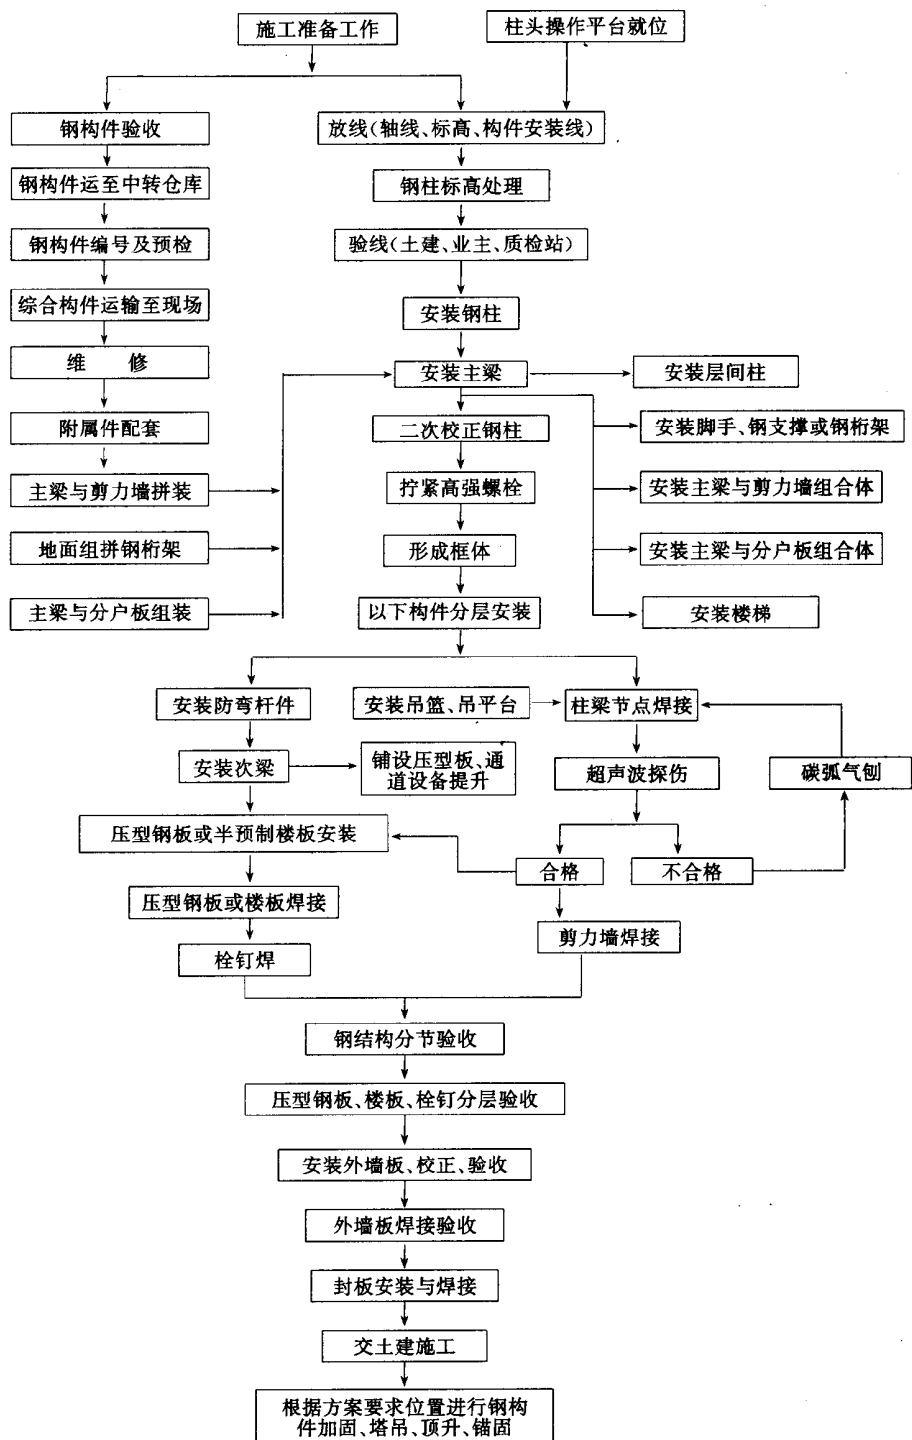 施工准备工作
柱头操作平台就位
钢构件验收
放线(轴线、标高、构件安装线)
钢构件运至中转仓库
钢柱标高处理
钢构件编号及预检
验线(土建、业主、质检站)
综合构件运输至现场
安装钢柱
维 修
安装主梁
安装层间柱
附属件配套
二次校正钢柱
安装脚手、钢支撑或钢桁架
主梁与剪力墙拼装
拧紧高强螺栓
安装主梁与剪力墙组合体
地面组拼钢桁架
形成框体
安装主梁与分户板组合体
主梁与分户板组装
以下构件分层安装
安装楼梯
安装防弯杆件
安装吊篮、吊平台
柱梁节点焊接
安装次梁
铺设压型板、通
道设备提升
超声波探伤
碳弧气刨
压型钢板或半预制楼板安装
合格
不合格
压型钢板或楼板焊接
剪力墙焊接
栓钉焊
钢结构分节验收
压型钢板、楼板、栓钉分层验收
安装外墙板、校正、验收
外墙板焊接验收
封板安装与焊接
交土建施工
根据方案要求位置进行钢构
件加固、塔吊、顶升、锚固